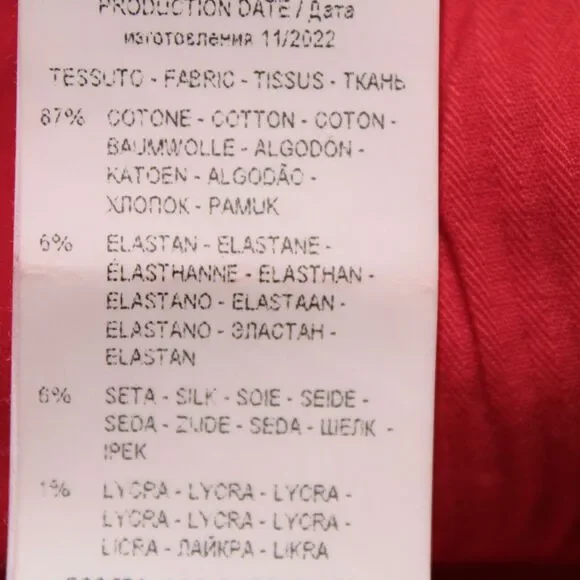 PRODUCTION DATE / Дата
изготовления 11/2022
TESSUTO - FABRIC - TISSUS - ТКАНЬ
87% COTONE - COTTON - COTON -
BAUMWOLLE - ALGODÓN -
KATOEN - ALGODÃO -
ХЛОПОК - PAMUK
6% ELASTAN - ELASTANE -
ÉLASTHANNE - ELASTHAN -
ELASTANO - ELASTAAN -
ELASTANO - ЭЛАСТАН -
ELASTAN
6% SETA - SILK - SOIE - SEIDE -
SEDA - ZIJDE - SEDA - ШЕЛК -
IPEK
1% LYCRA - LYCRA - LYCRA -
LYCRA - LYCRA - LYCRA -
LICRA - ЛАЙКРА - LIKRA